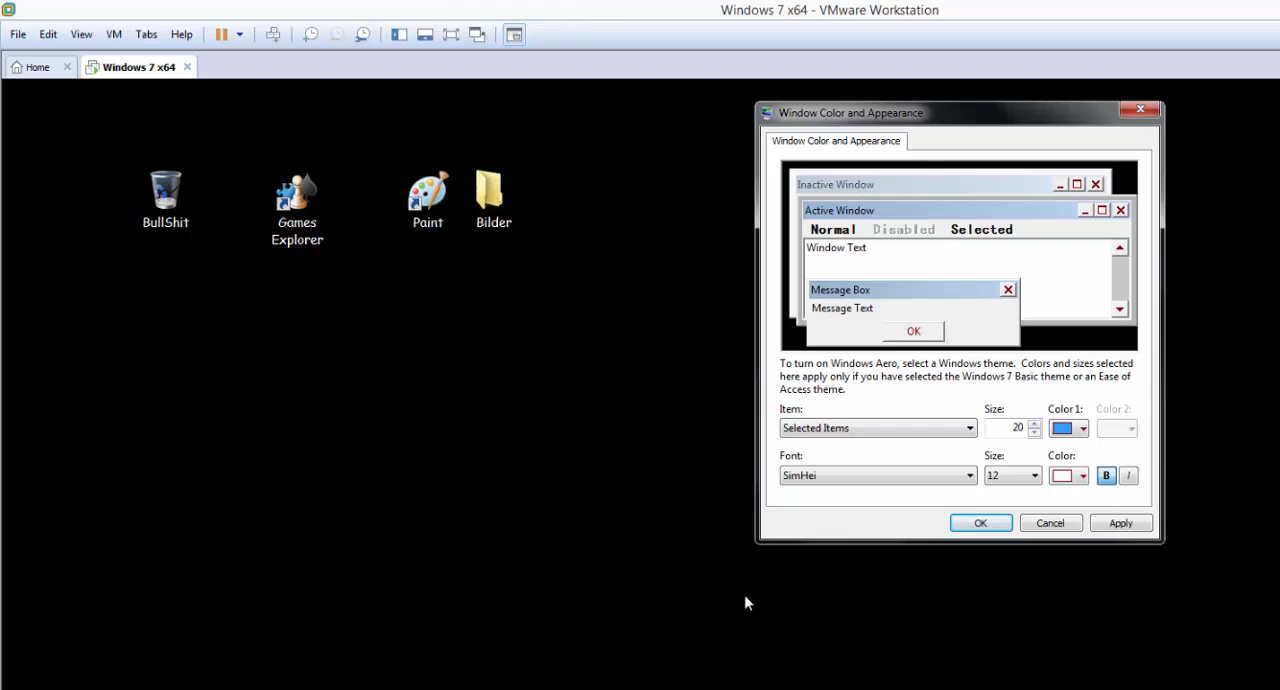 Windows 7 x64 - VMware Workstation
File Edit View VM Tabs Help
Home Windows 7 x64
BullShit
Games
Explorer
Paint
Bilder
Window Color and Appearance
Window Color and Appearance
Inactive Window
Active Window
Normal Disabled Selected
Window Text
Message Box
Message Text
OK
To turn on Windows Aero, select a Windows theme. Colors and sizes selected
here apply only if you have selected the Windows 7 Basic theme or an Ease of
Access theme.
Item: Size: Color 1: Color 2:
Selected Items 20
Font: Size: Color:
SimHei 12 B I
OK Cancel Apply